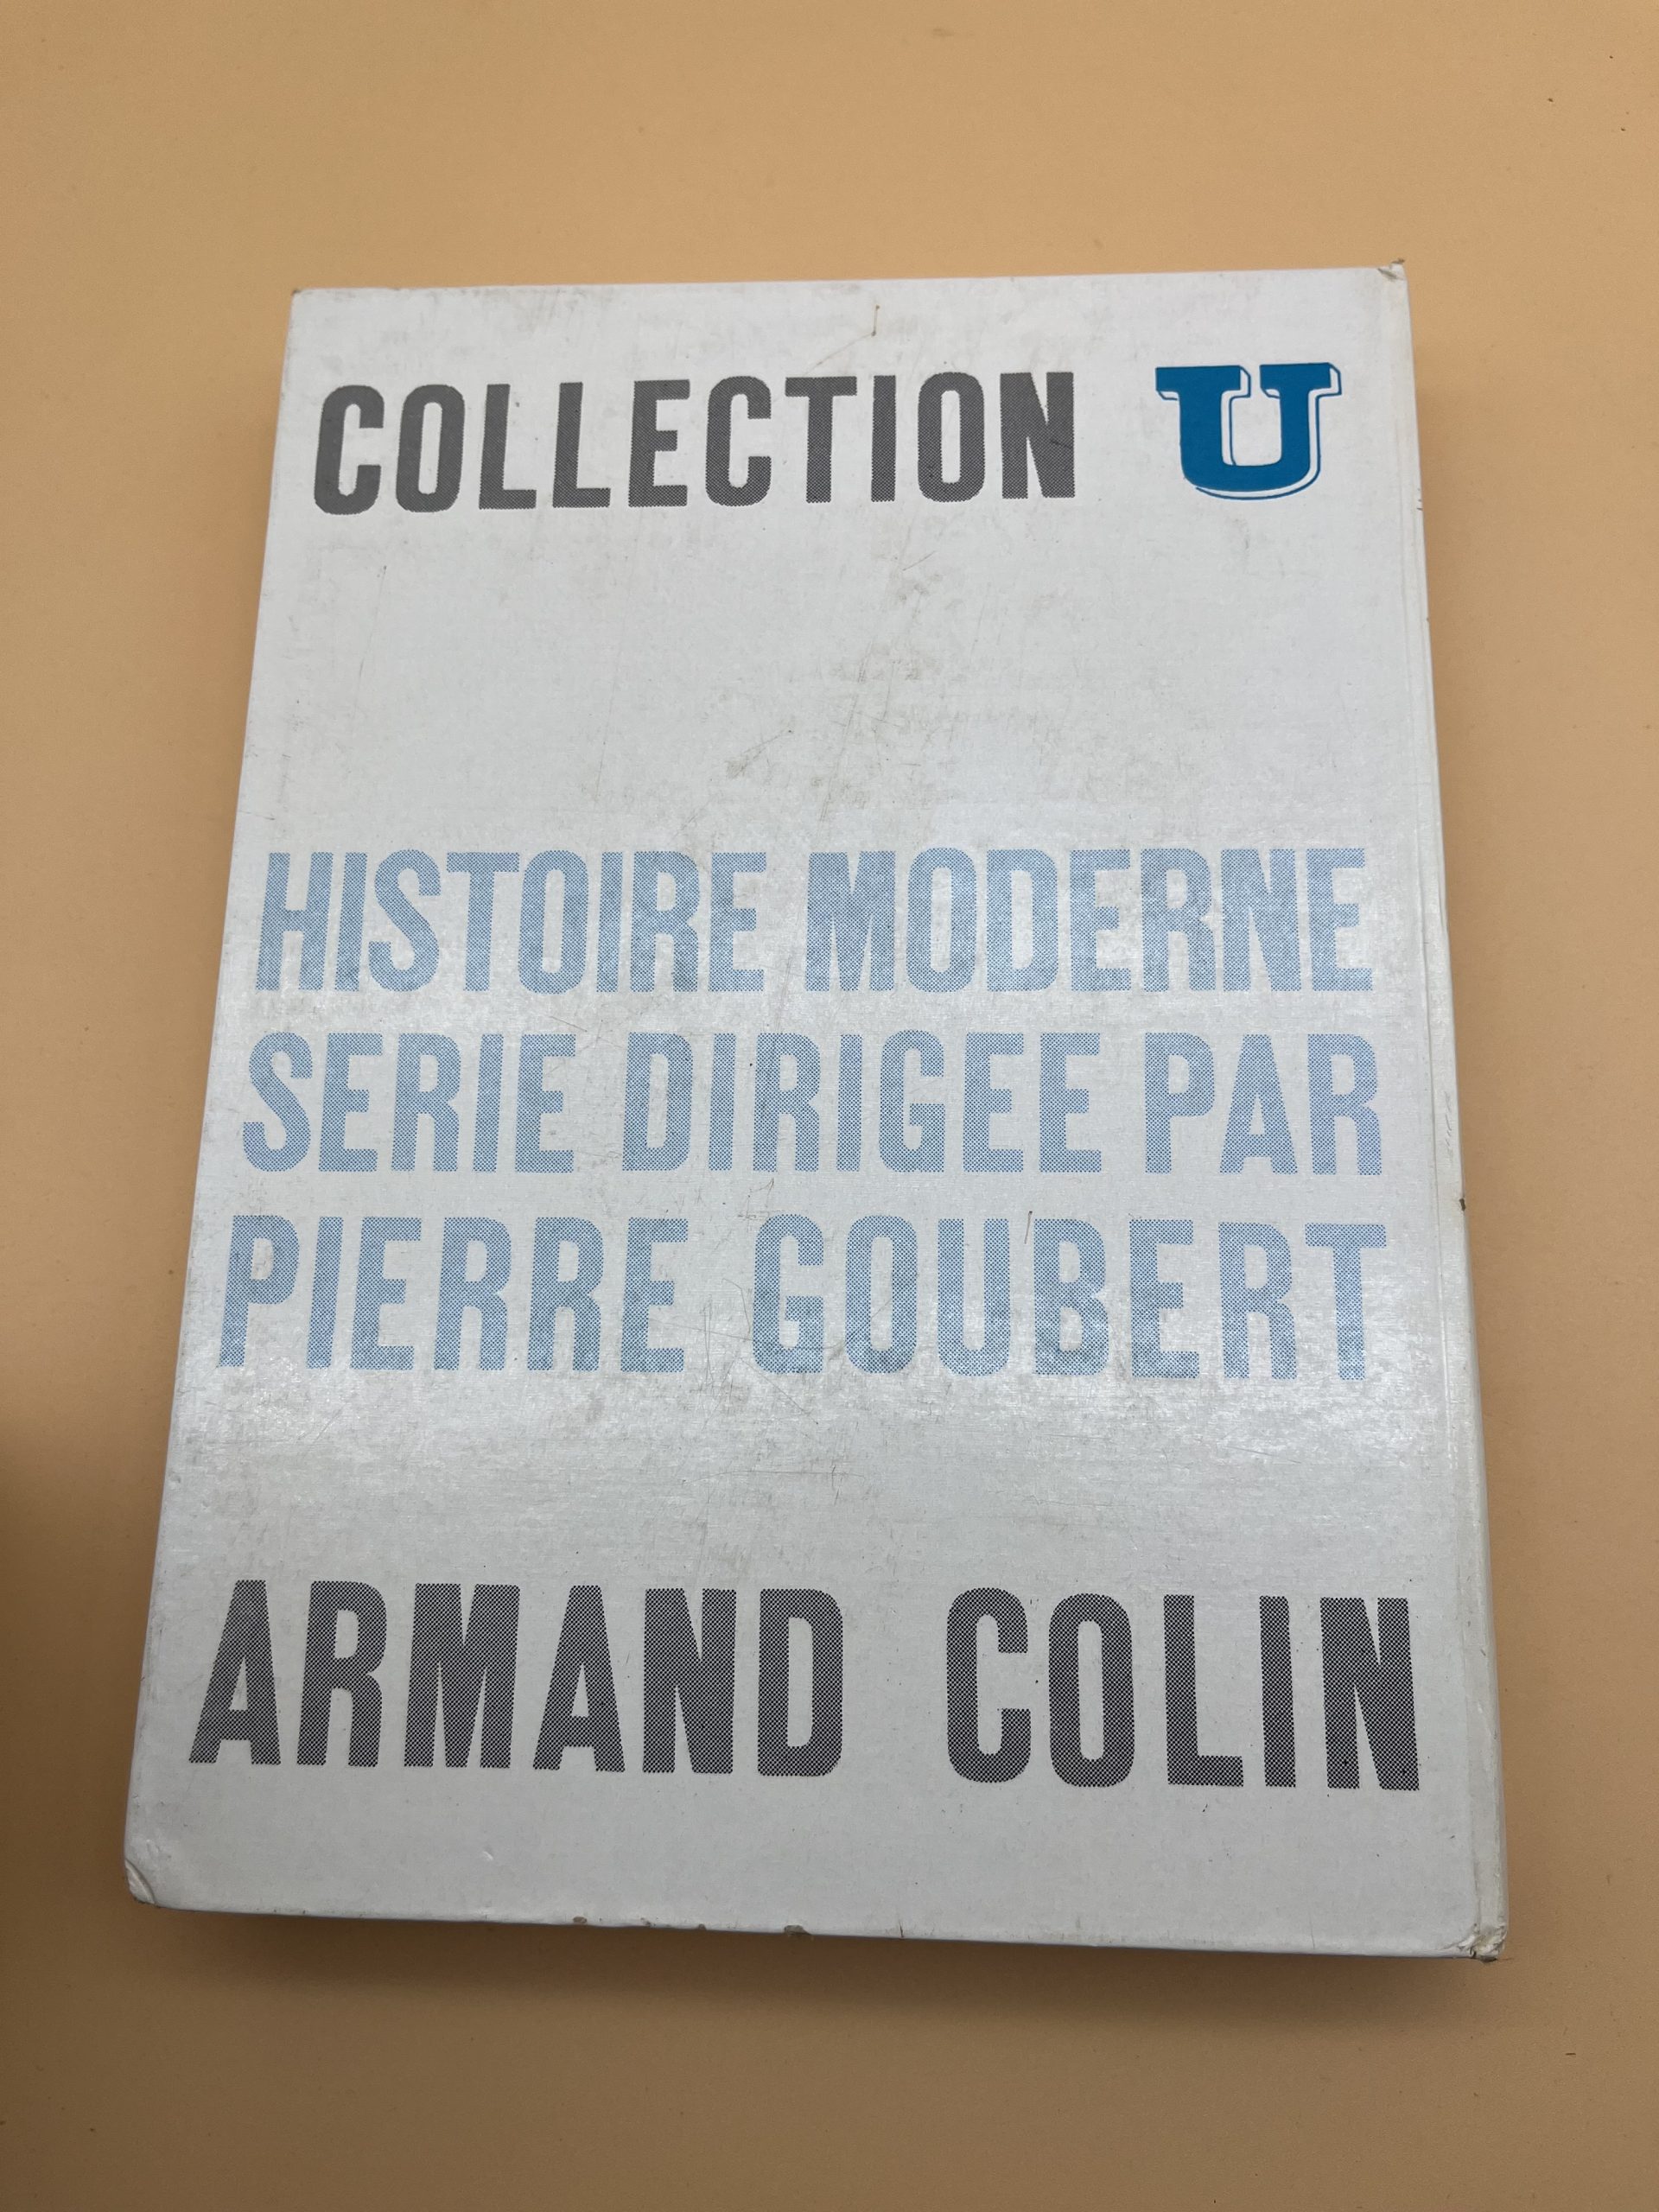 COLLECTION U
HISTOIRE MODERNE
SERIE DIRIGEE PAR
PIERRE GOUBERT
ARMAND COLIN